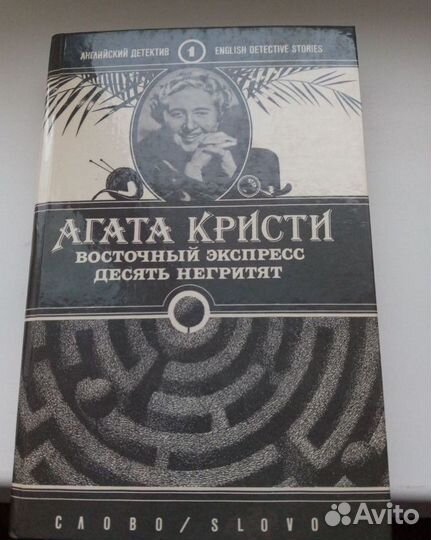 АНГЛИЙСКИЙ ДЕТЕКТИВ 1 ENGLISH DETECTIVE STORIES
АГАТА КРИСТИ
ВОСТОЧНЫЙ ЭКСПРЕСС
ДЕСЯТЬ НЕГРИТЯТ
СЛОВО / SLOVO
Avito